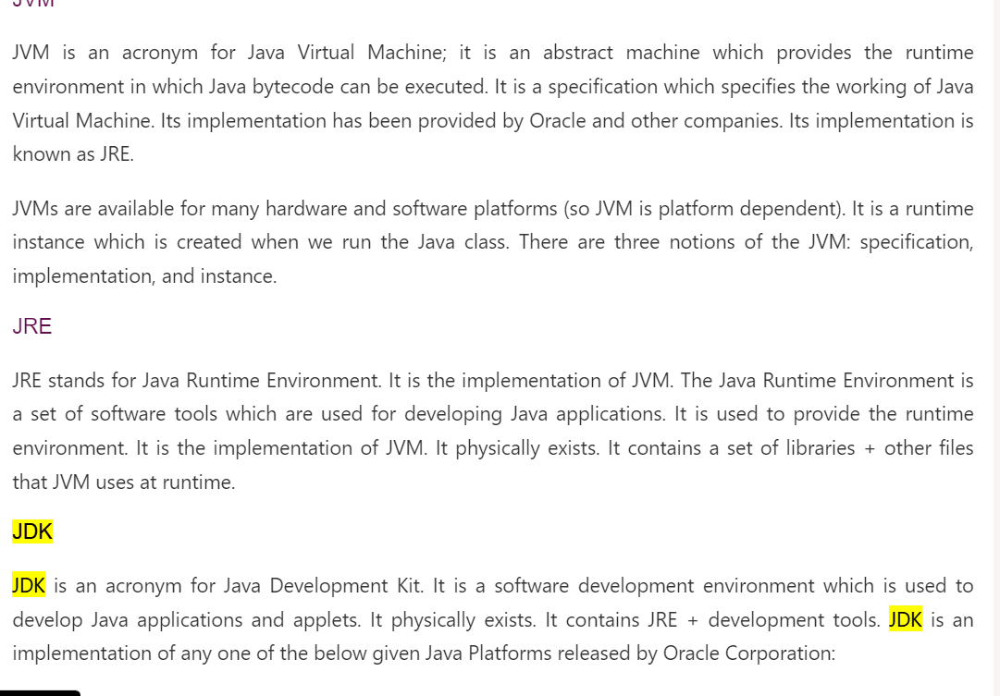 JVM
JVM is an acronym for Java Virtual Machine; it is an abstract machine which provides the runtime
environment in which Java bytecode can be executed. It is a specification which specifies the working of Java
Virtual Machine. Its implementation has been provided by Oracle and other companies. Its implementation is
known as JRE.
JVMs are available for many hardware and software platforms (so JVM is platform dependent). It is a runtime
instance which is created when we run the Java class. There are three notions of the JVM: specification,
implementation, and instance.
JRE
JRE stands for Java Runtime Environment. It is the implementation of JVM. The Java Runtime Environment is
a set of software tools which are used for developing Java applications. It is used to provide the runtime
environment. It is the implementation of JVM. It physically exists. It contains a set of libraries + other files
that JVM uses at runtime.
JDK
JDK is an acronym for Java Development Kit. It is a software development environment which is used to
develop Java applications and applets. It physically exists. It contains JRE + development tools. JDK is an
implementation of any one of the below given Java Platforms released by Oracle Corporation: